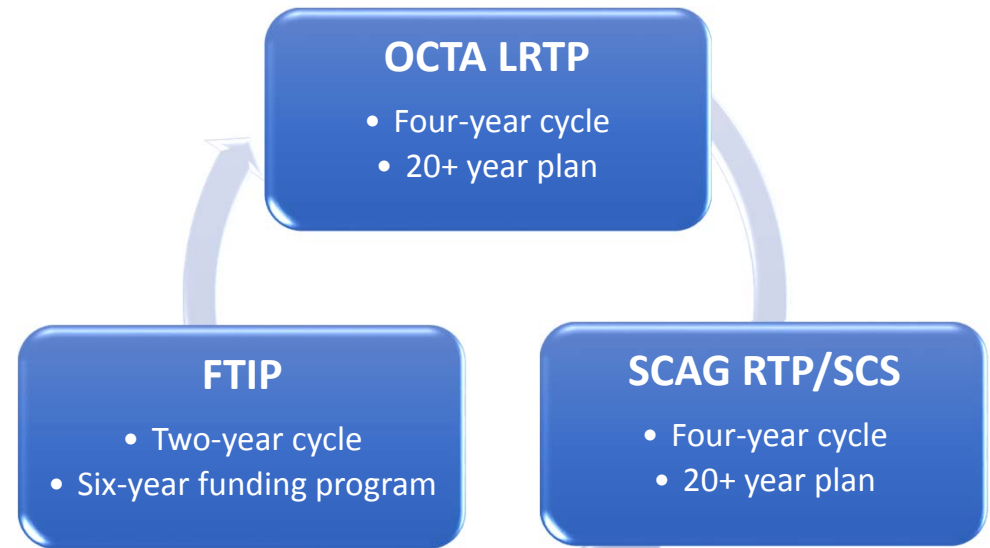 OCTA LRTP
• Four-year cycle
• 20+ year plan
FTIP
• Two-year cycle
• Six-year funding program
SCAG RTP/SCS
• Four-year cycle
• 20+ year plan